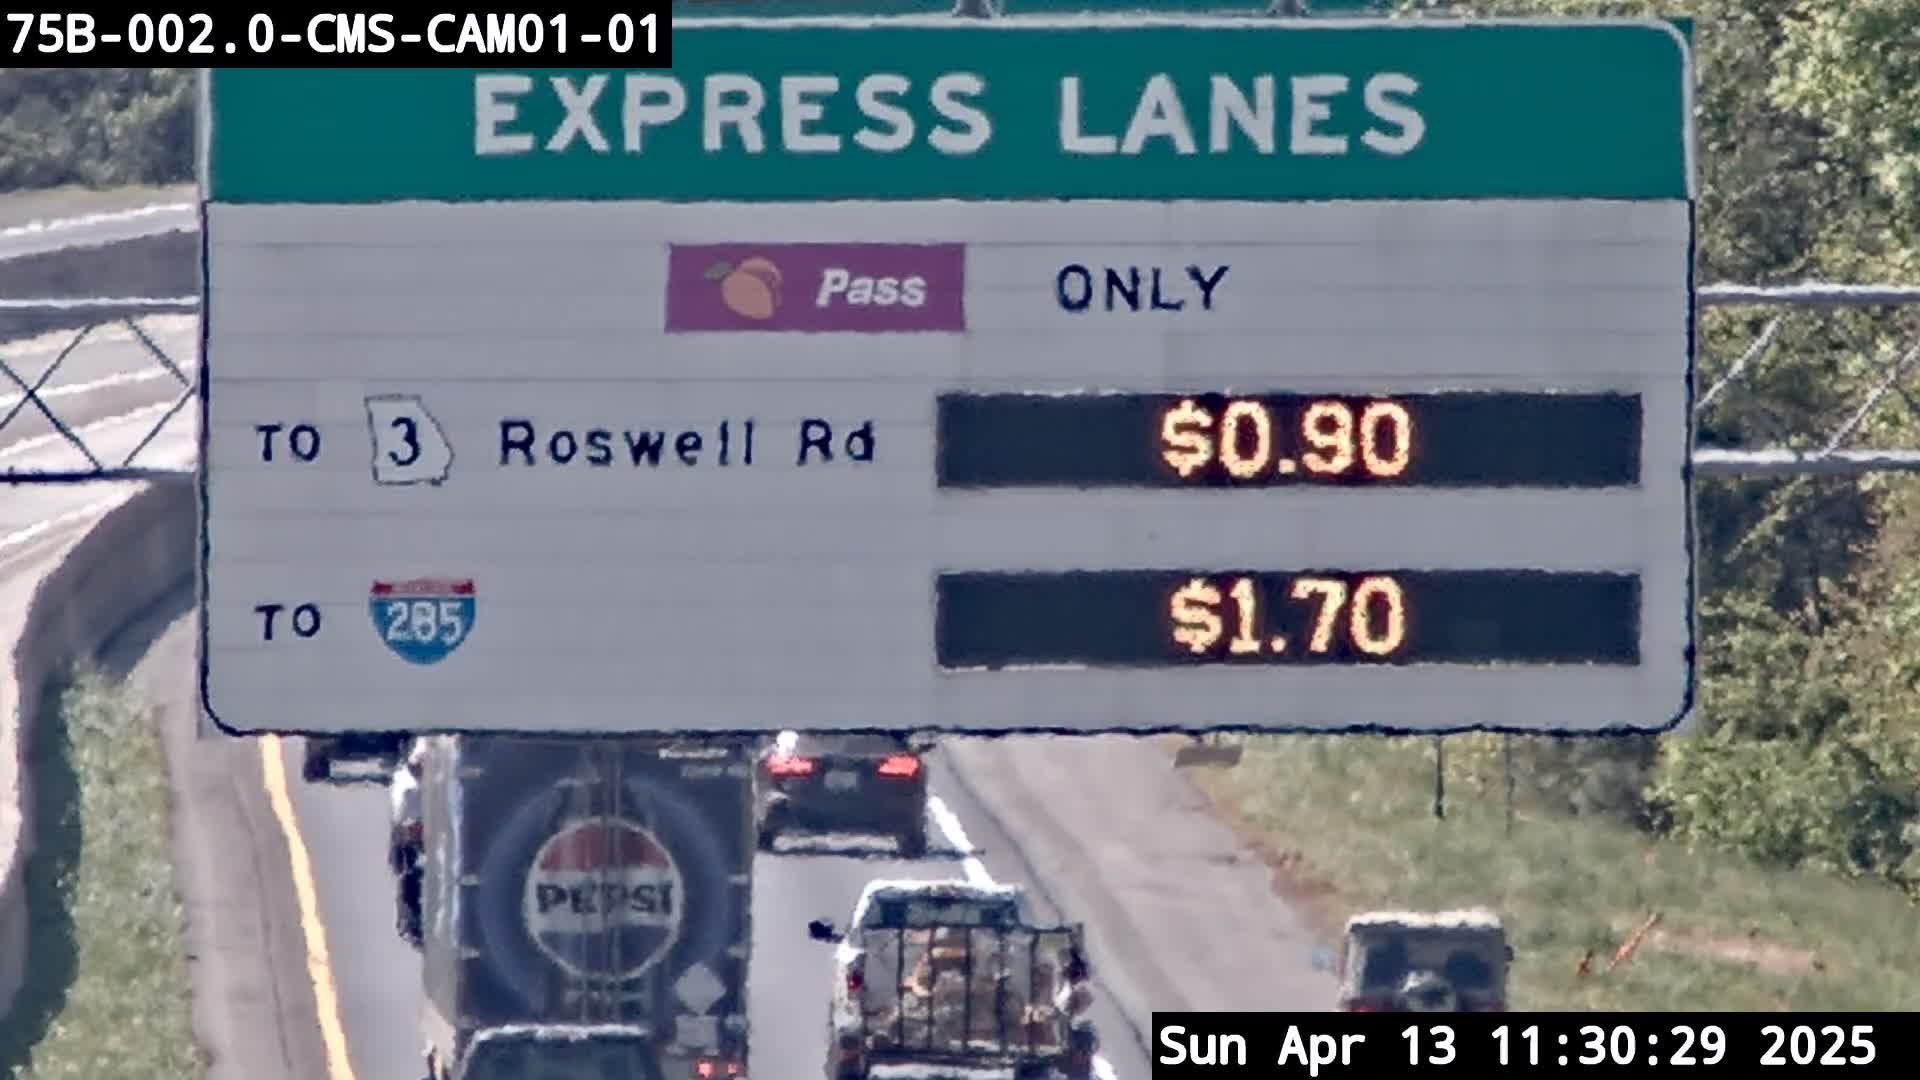 75B-002.0-CMS-CAM01-01
EXPRESS LANES
Pass ONLY
TO 3 Roswell Rd $0.90
TO 285 $1.70
PEPSI
Sun Apr 13 11:30:29 2025